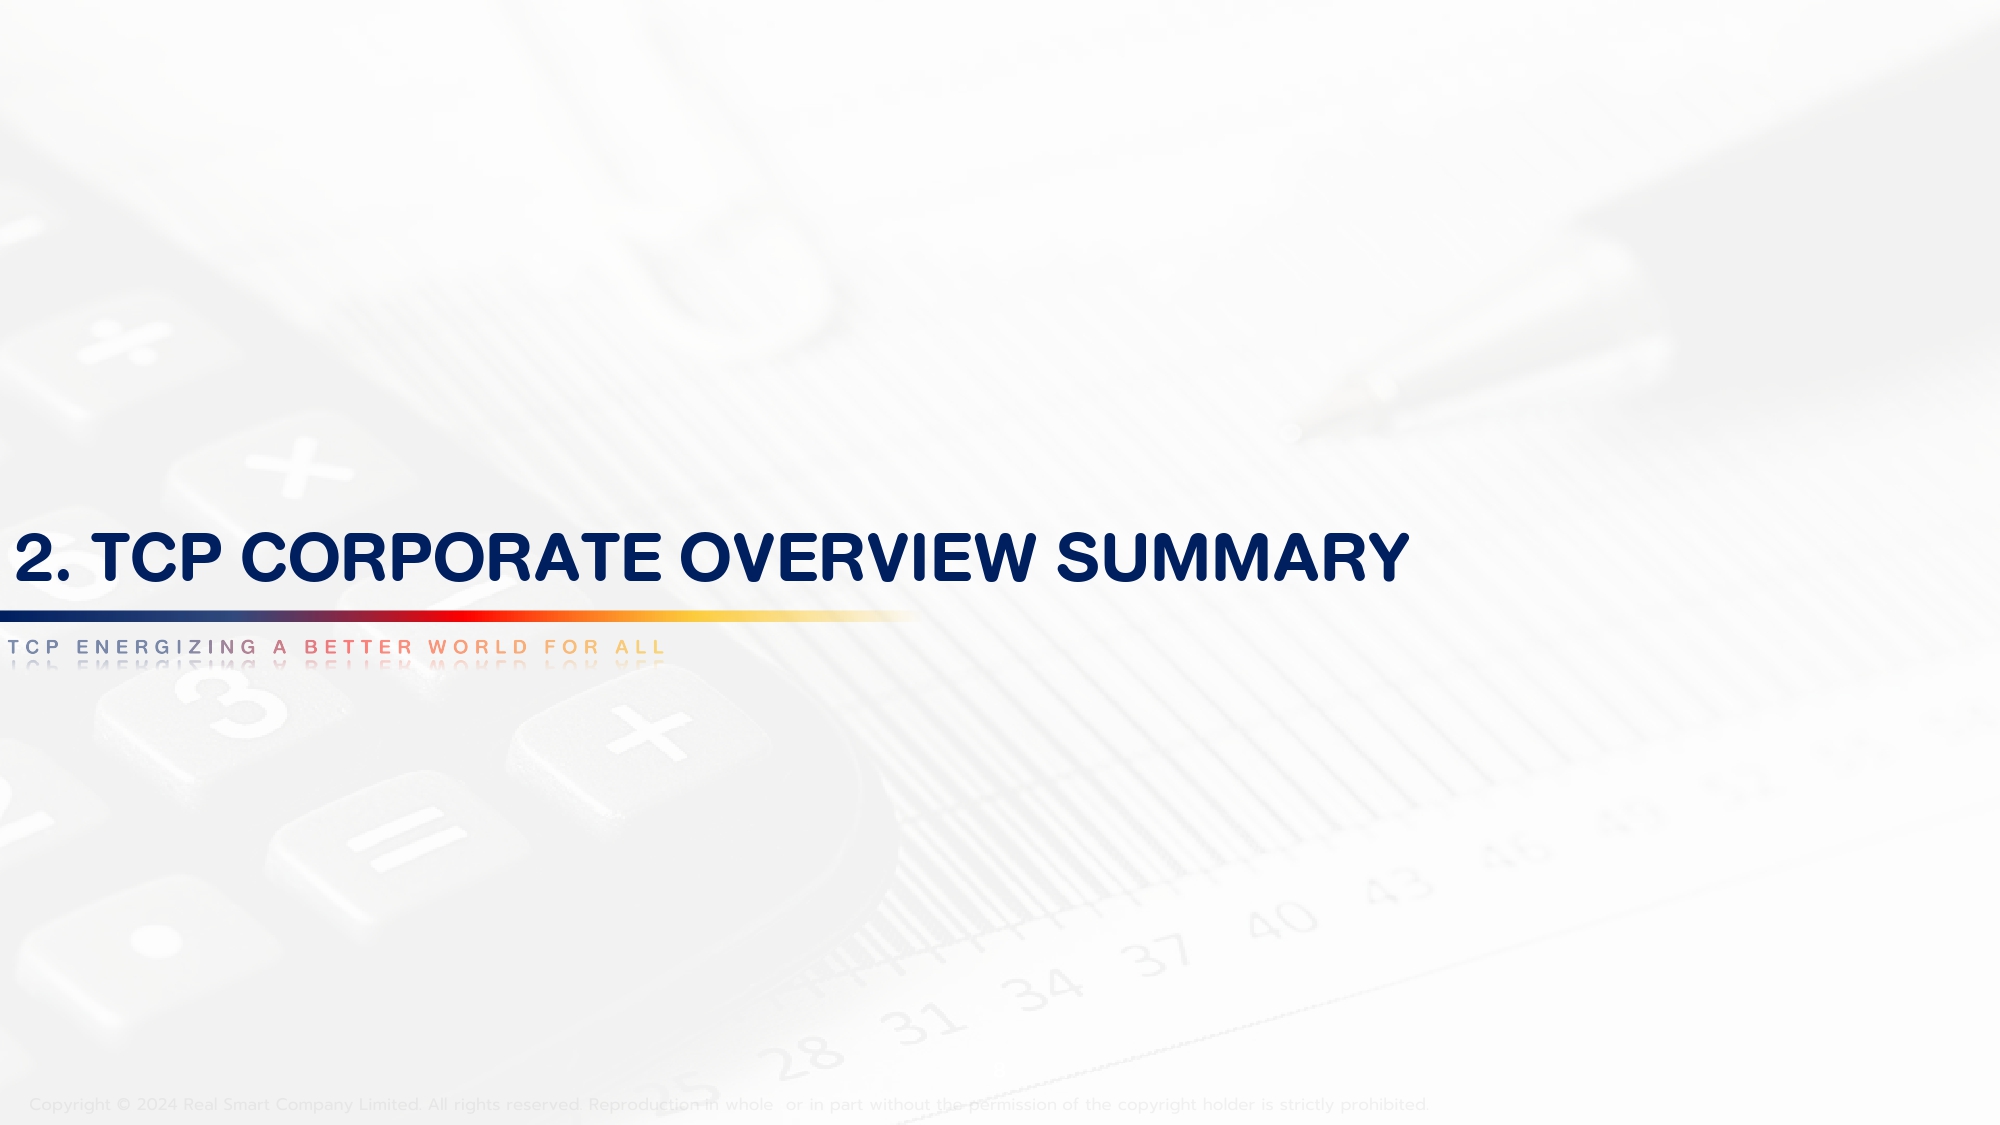 2. TCP CORPORATE OVERVIEW SUMMARY
TCP ENERGIZING A BETTER WORLD FOR ALL
3
28 31 34 37 40 43 46 49 52
Copyright © 2024 Real Smart Company Limited. All rights reserved. Reproduction in whole or in part without the permission of the copyright holder is strictly prohibited.